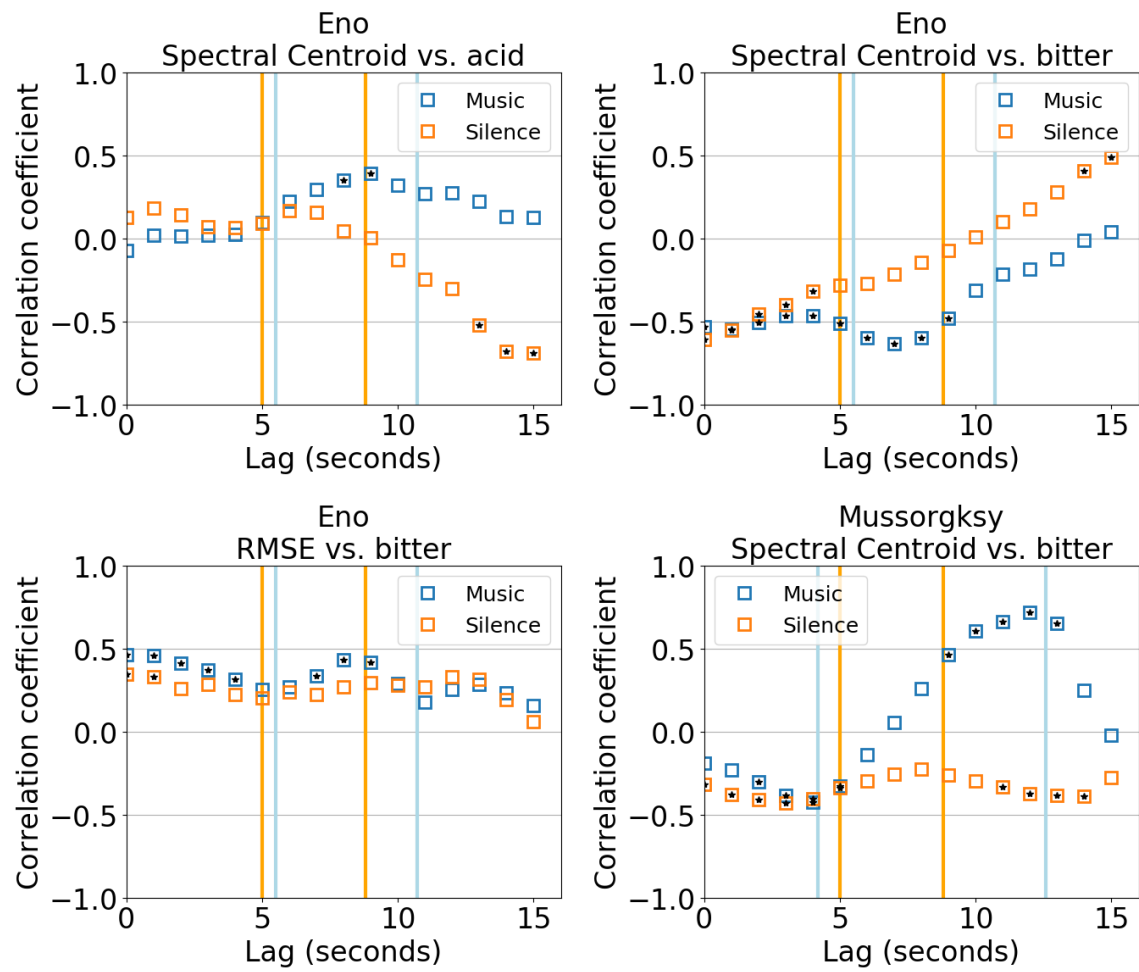 Eno
Spectral Centroid vs. acid
1.0
0.5
0.0
−0.5
−1.0
Correlation coefficient
Music
Silence
0
5
10
15
Lag (seconds)
Eno
Spectral Centroid vs. bitter
1.0
0.5
0.0
−0.5
−1.0
Correlation coefficient
Music
Silence
0
5
10
15
Lag (seconds)
Eno
RMSE vs. bitter
1.0
0.5
0.0
−0.5
−1.0
Correlation coefficient
Music
Silence
0
5
10
15
Lag (seconds)
Mussorgksy
Spectral Centroid vs. bitter
1.0
0.5
0.0
−0.5
−1.0
Correlation coefficient
Music
Silence
0
5
10
15
Lag (seconds)